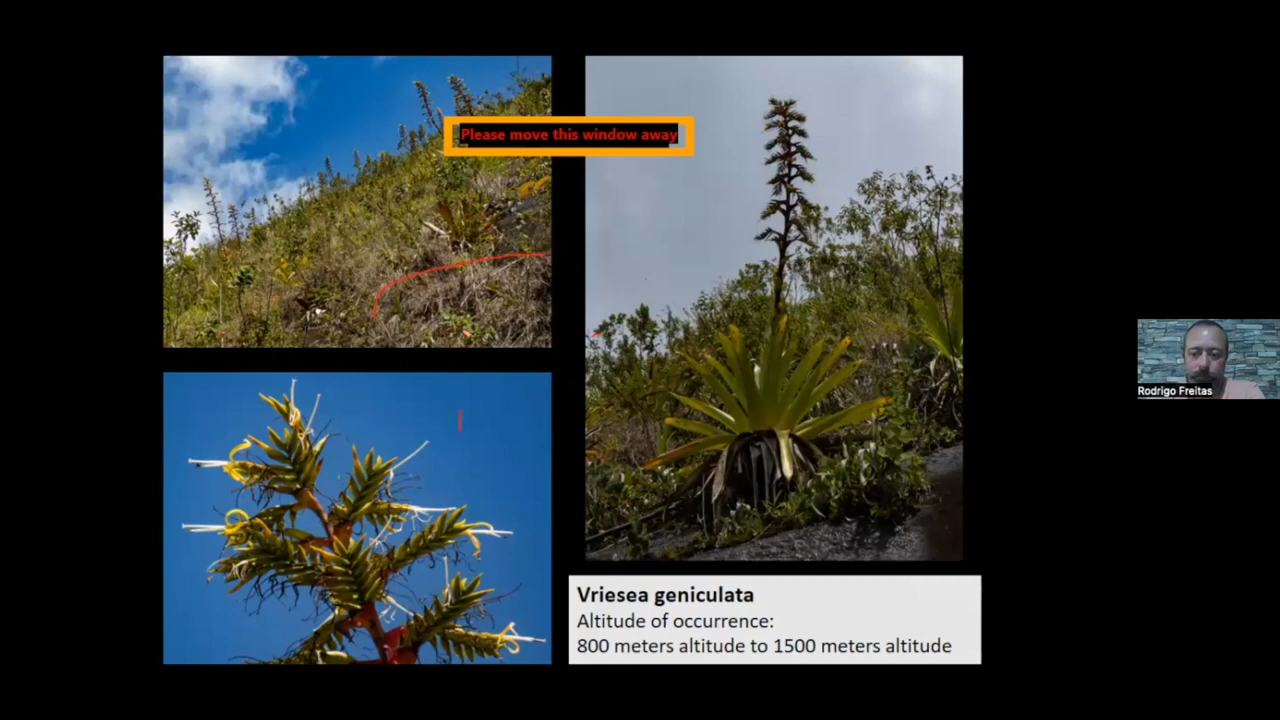 Please move this window away
Rodrigo Freitas
Vriesea geniculata
Altitude of occurrence:
800 meters altitude to 1500 meters altitude